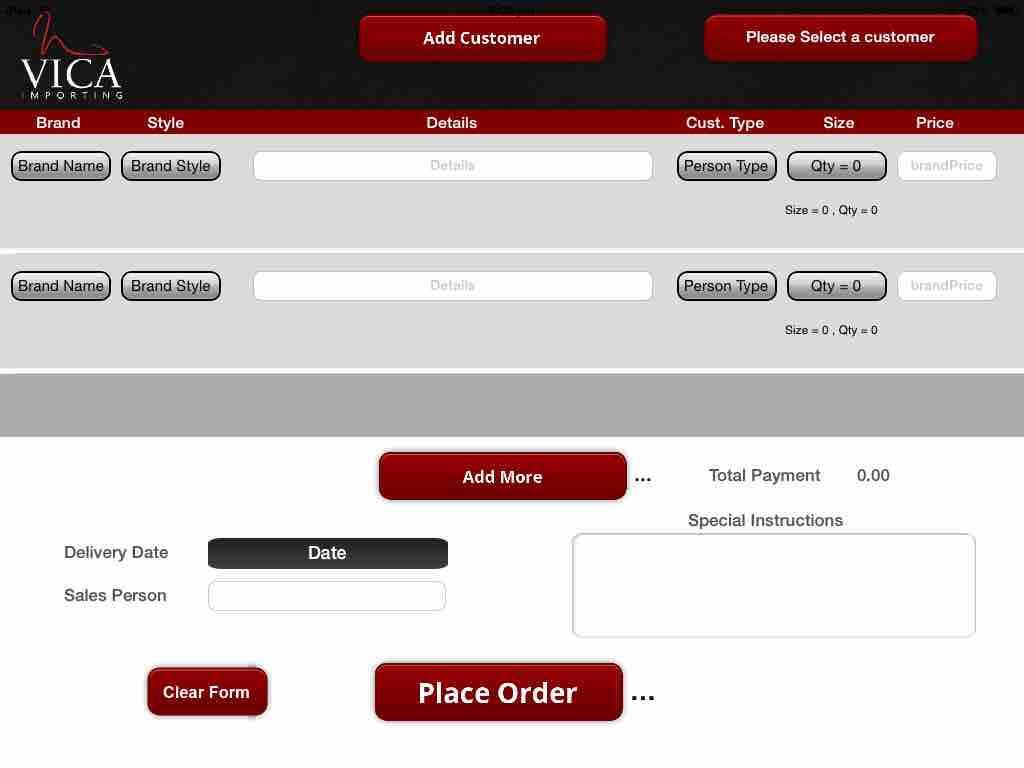 iPad
Add Customer
Please Select a customer
VICA
IMPORTING
Brand Style Details Cust. Type Size Price
Brand Name Brand Style Details Person Type Qty = 0 brandPrice
Size = 0 , Qty = 0
Brand Name Brand Style Details Person Type Qty = 0 brandPrice
Size = 0 , Qty = 0
Add More ... Total Payment 0.00
Special Instructions
Delivery Date Date
Sales Person
Clear Form Place Order ...